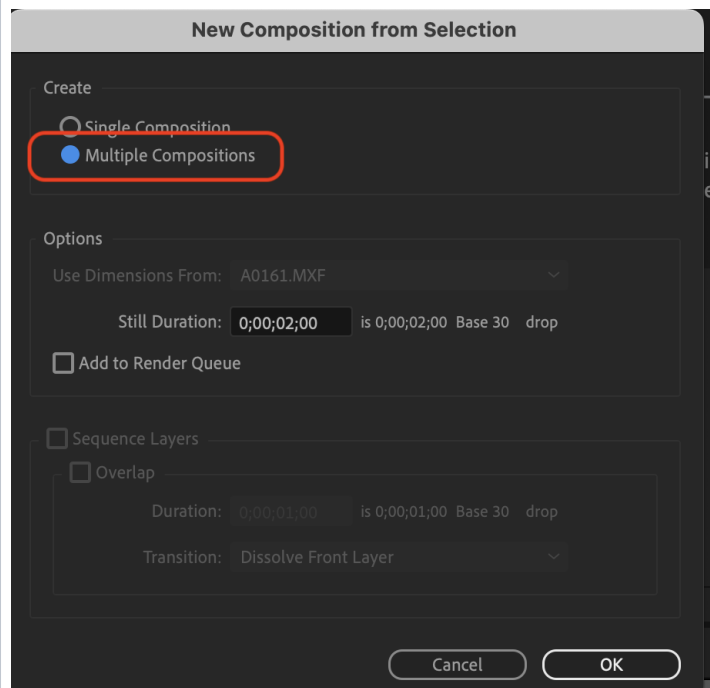 New Composition from Selection
Create
Single Composition
Multiple Compositions
Options
Use Dimensions From: A0161.MXF
Still Duration: 0;00;02;00 is 0;00;02;00 Base 30 drop
Add to Render Queue
Sequence Layers
Overlap
Duration: 0;00;01;00 is 0;00;01;00 Base 30 drop
Transition: Dissolve Front Layer
Cancel OK